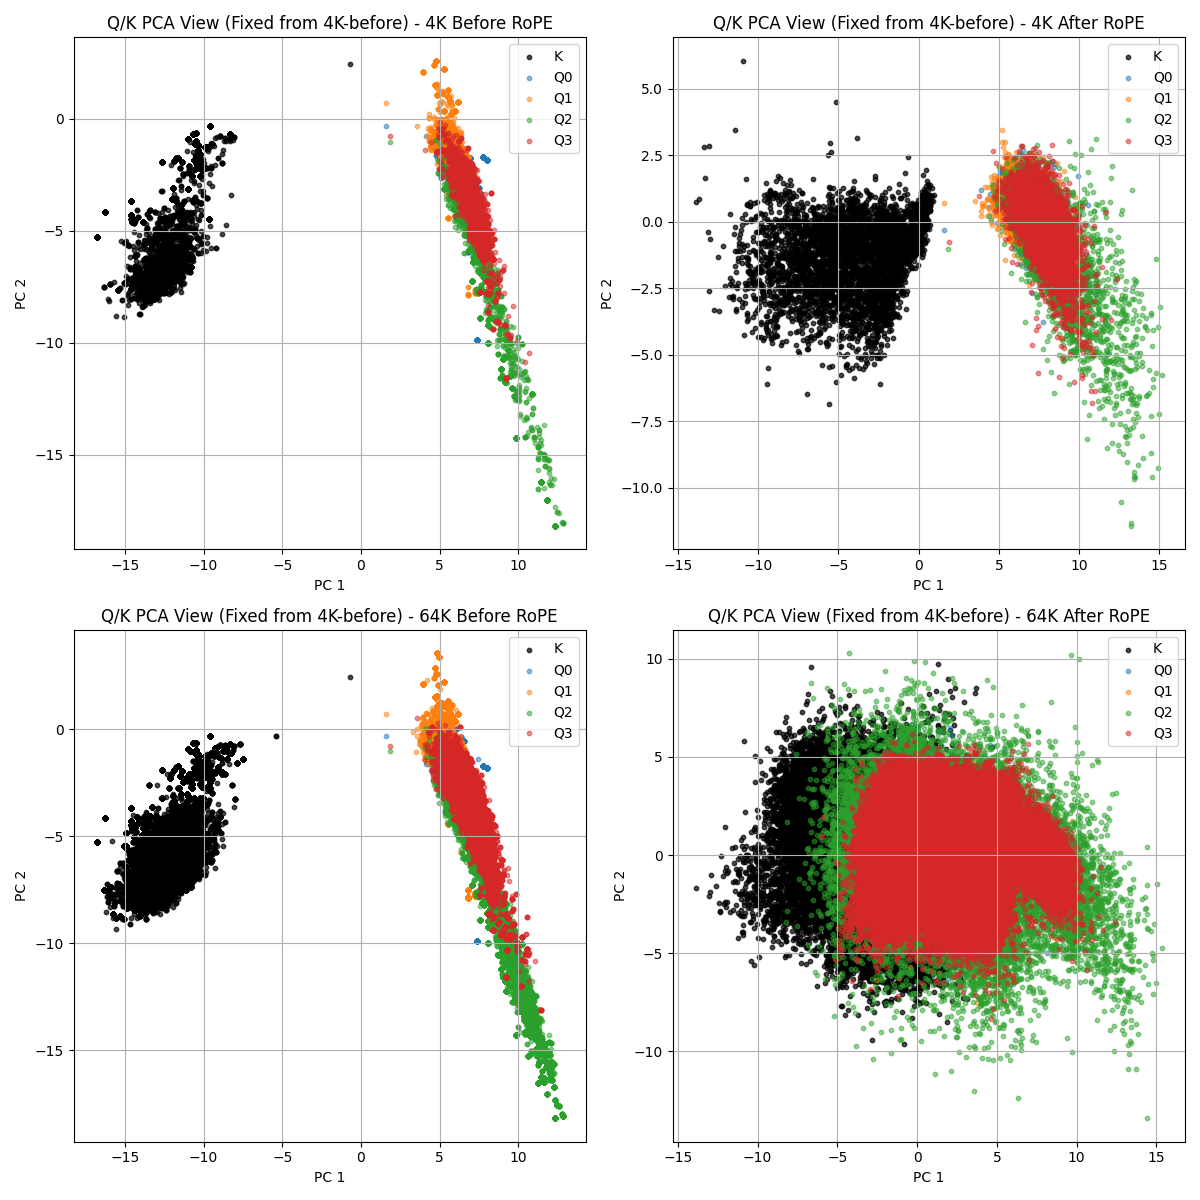 Q/K PCA View (Fixed from 4K-before) - 4K Before RoPE
K
Q0
Q1
Q2
Q3
PC 2
0
−5
−10
−15
−15
−10
−5
0
5
10
PC 1
Q/K PCA View (Fixed from 4K-before) - 4K After RoPE
K
Q0
Q1
Q2
Q3
PC 2
5.0
2.5
0.0
−2.5
−5.0
−7.5
−10.0
−15
−10
−5
0
5
10
15
PC 1
Q/K PCA View (Fixed from 4K-before) - 64K Before RoPE
K
Q0
Q1
Q2
Q3
PC 2
0
−5
−10
−15
−15
−10
−5
0
5
10
PC 1
Q/K PCA View (Fixed from 4K-before) - 64K After RoPE
K
Q0
Q1
Q2
Q3
PC 2
10
5
0
−5
−10
−15
−10
−5
0
5
10
15
PC 1